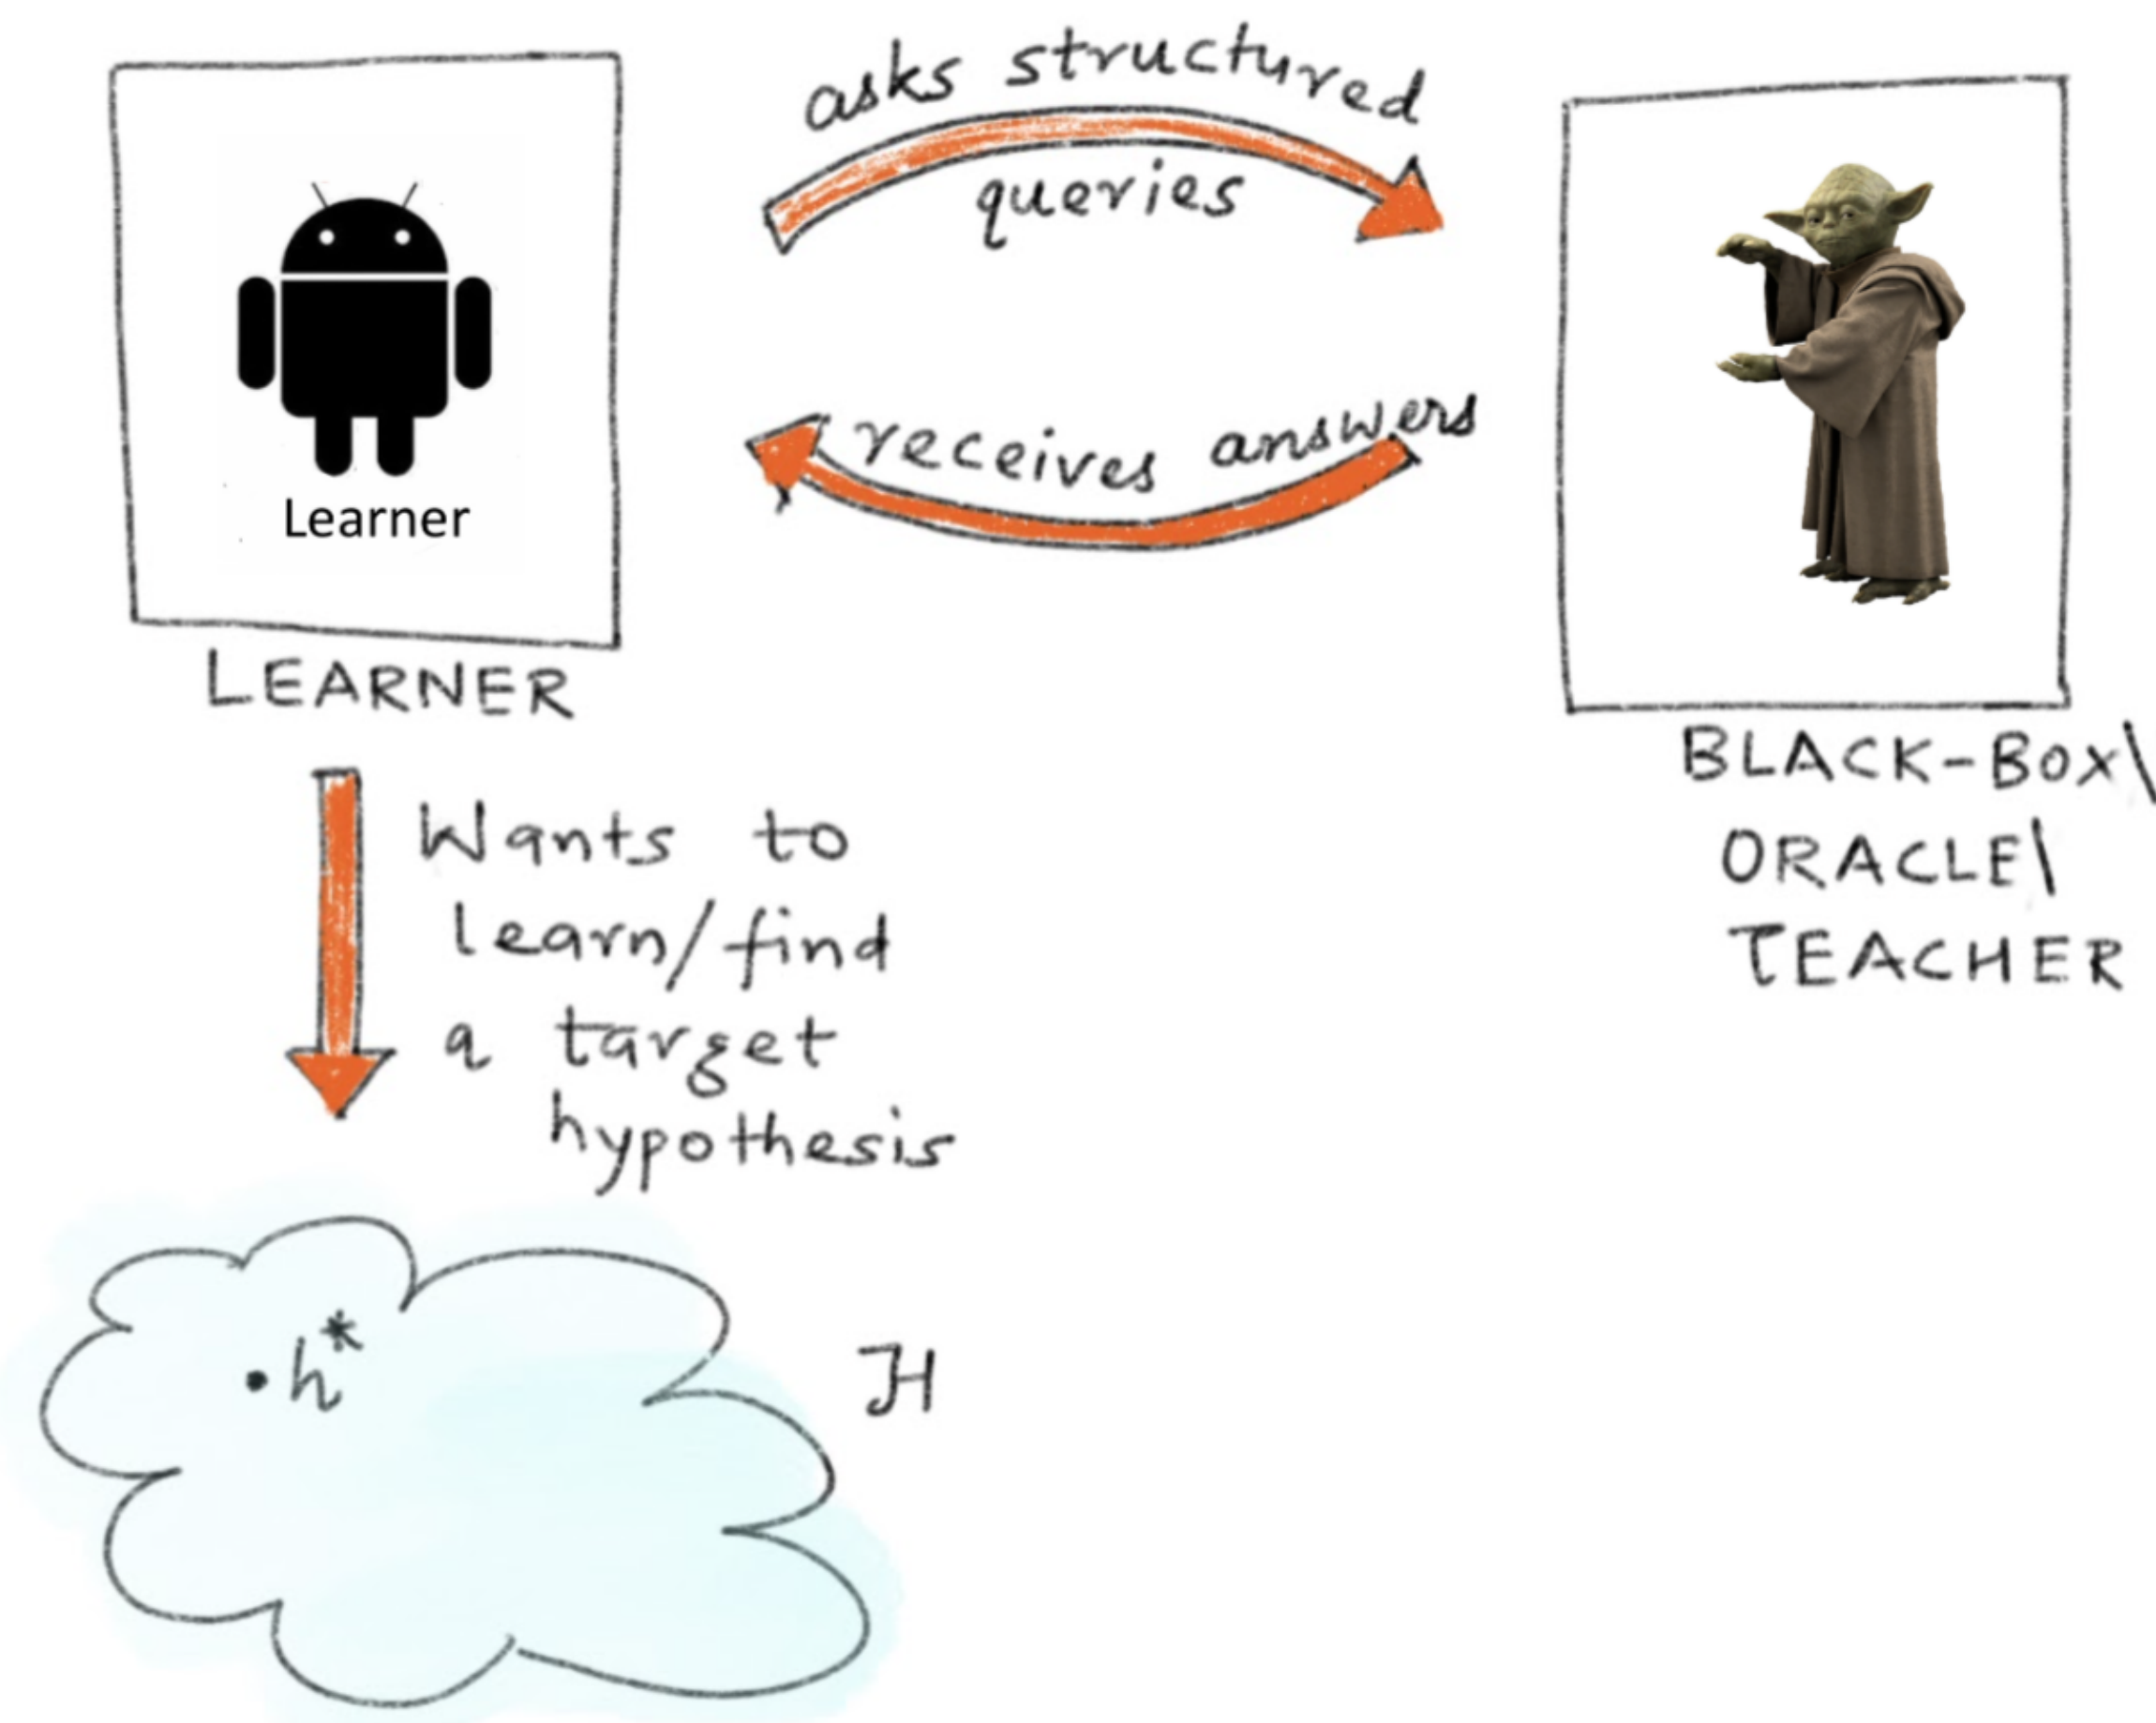 asks structured
queries
receives answers
Learner
LEARNER
BLACK-BOX\
ORACLE\
TEACHER
Wants to
learn/find
a target
hypothesis
•h*
H